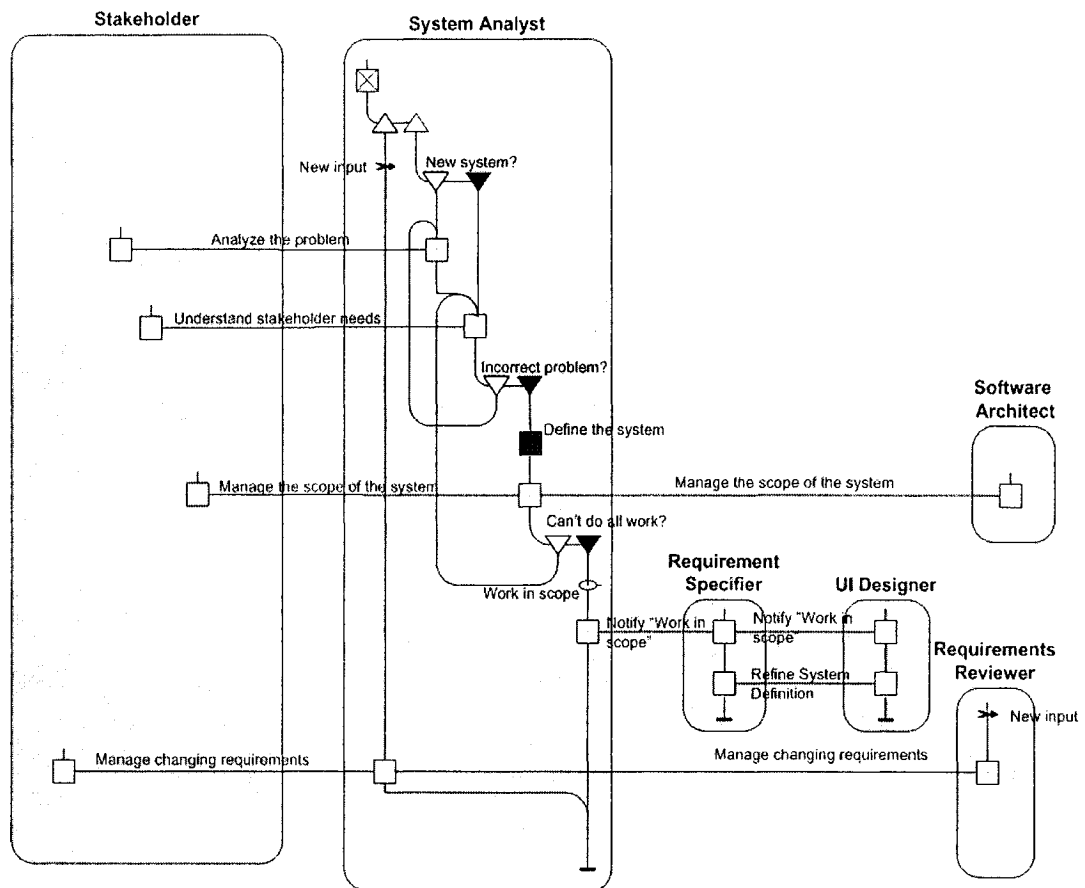 Stakeholder
System Analyst
New input
New system?
Analyze the problem
Understand stakeholder needs
Incorrect problem?
Software
Architect
Define the system
Manage the scope of the system
Manage the scope of the system
Can't do all work?
Work in scope
Requirement
Specifier
UI Designer
Notify "Work in
scope"
Notify "Work in
scope"
Refine System
Definition
Requirements
Reviewer
New input
Manage changing requirements
Manage changing requirements